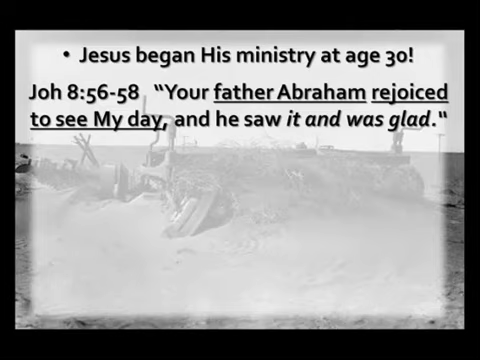 • Jesus began His ministry at age 30!
Joh 8:56-58 “Your father Abraham rejoiced
to see My day, and he saw it and was glad.“